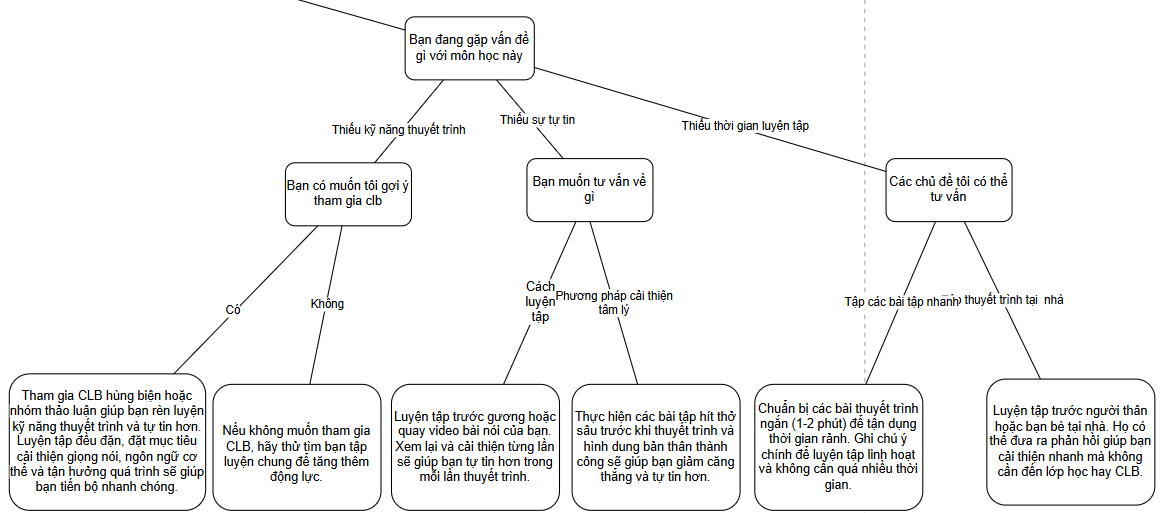 Bạn đang gặp vấn đề
gì với môn học này
Thiếu kỹ năng thuyết trình
Thiếu sự tự tin
Thiếu thời gian luyện tập
Bạn có muốn tôi gợi ý
tham gia clb
Bạn muốn tư vấn về
gì
Các chủ đề tôi có thể
tư vấn
Có
Không
Cách
luyện
tập
Phương pháp cải thiện
tâm lý
Tập các bài tập nhanh
thuyết trình tại nhà
Tham gia CLB hùng biện hoặc
nhóm thảo luận giúp bạn rèn luyện
kỹ năng thuyết trình và tự tin hơn.
Luyện tập đều đặn, đặt mục tiêu
cải thiện giọng nói, ngôn ngữ cơ
thể và tận hưởng quá trình sẽ giúp
bạn tiến bộ nhanh chóng.
Nếu không muốn tham gia
CLB, hãy thử tìm bạn tập
luyện chung để tăng thêm
động lực.
Luyện tập trước gương hoặc
quay video bài nói của bạn.
Xem lại và cải thiện từng lần
sẽ giúp bạn tự tin hơn trong
mỗi lần thuyết trình.
Thực hiện các bài tập hít thở
sâu trước khi thuyết trình và
hình dung bản thân thành
công sẽ giúp bạn giảm căng
thẳng và tự tin hơn.
Chuẩn bị các bài thuyết trình
ngắn (1-2 phút) để tận dụng
thời gian rảnh. Ghi chú ý
chính để luyện tập linh hoạt
và không cần quá nhiều thời
gian.
Luyện tập trước người thân
hoặc bạn bè tại nhà. Họ có
thể đưa ra phản hồi giúp bạn
cải thiện nhanh mà không
cần đến lớp học hay CLB.